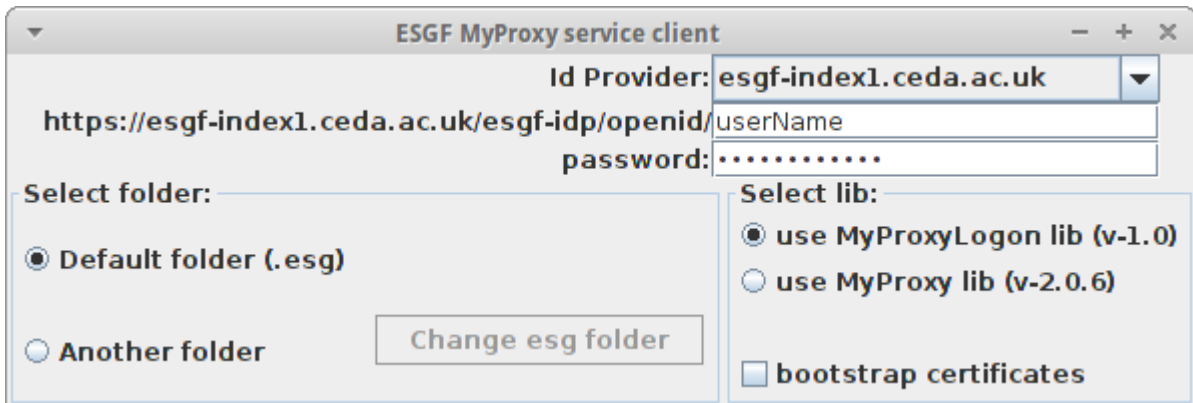 ESGF MyProxy service client
Id Provider: esgf-index1.ceda.ac.uk
https://esgf-index1.ceda.ac.uk/esgf-idp/openid/userName
password: ••••••••••••
Select folder:
Default folder (.esg)
Another folder
Change esg folder
Select lib:
use MyProxyLogon lib (v-1.0)
use MyProxy lib (v-2.0.6)
bootstrap certificates